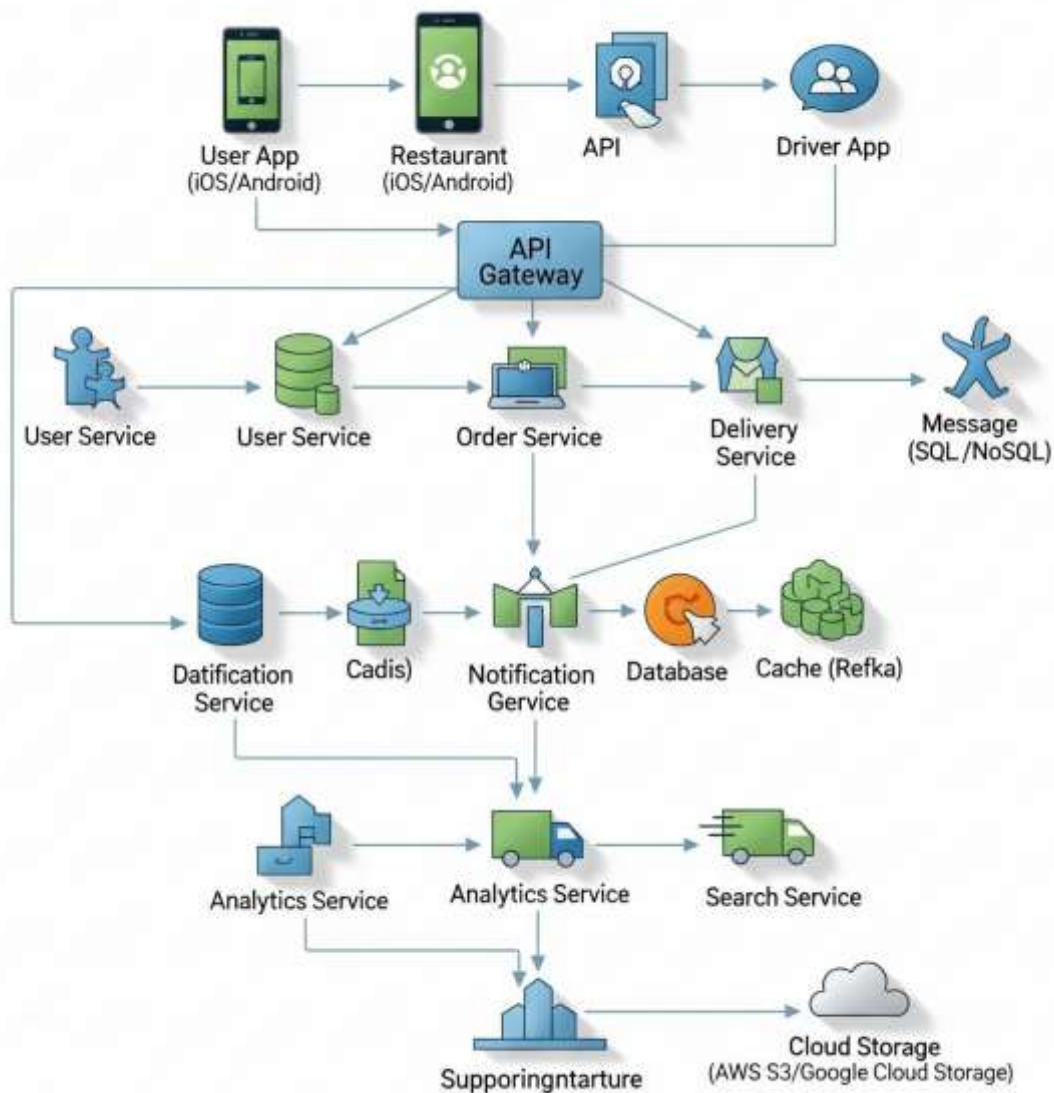 User App
(iOS/Android)
Restaurant
(iOS/Android)
API
Driver App
API
Gateway
User Service
User Service
Order Service
Delivery
Service
Message
(SQL/NoSQL)
Datification
Service
Cadis)
Notification
Gervice
Database
Cache (Refka)
Analytics Service
Analytics Service
Search Service
Supporingntarture
Cloud Storage
(AWS S3/Google Cloud Storage)